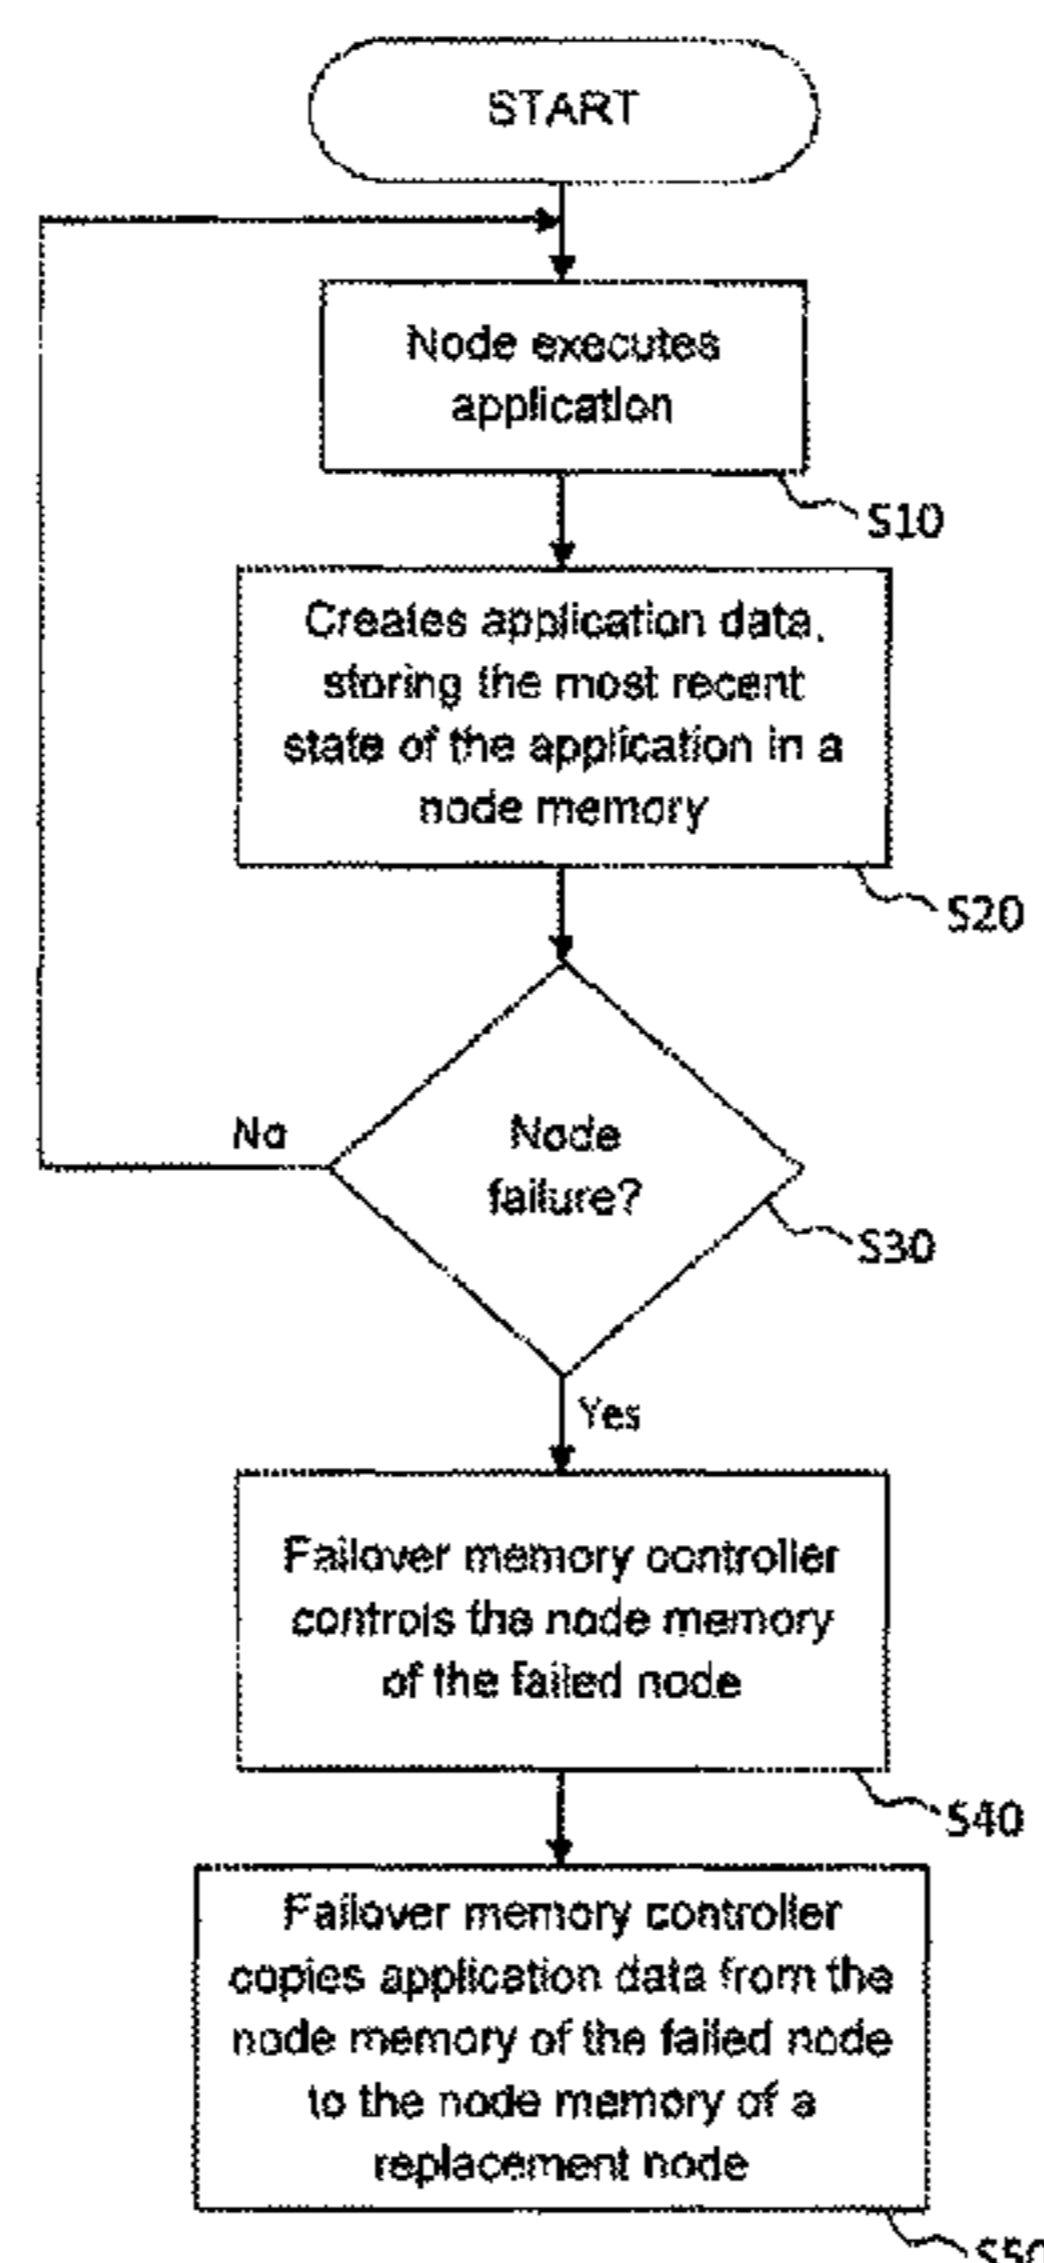 START
Node executes
application
S10
Creates application data,
storing the most recent
state of the application in a
node memory
S20
Node
failure?
No
S30
Yes
Failover memory controller
controls the node memory
of the failed node
S40
Failover memory controller
copies application data from the
node memory of the failed node
to the node memory of a
replacement node
S50